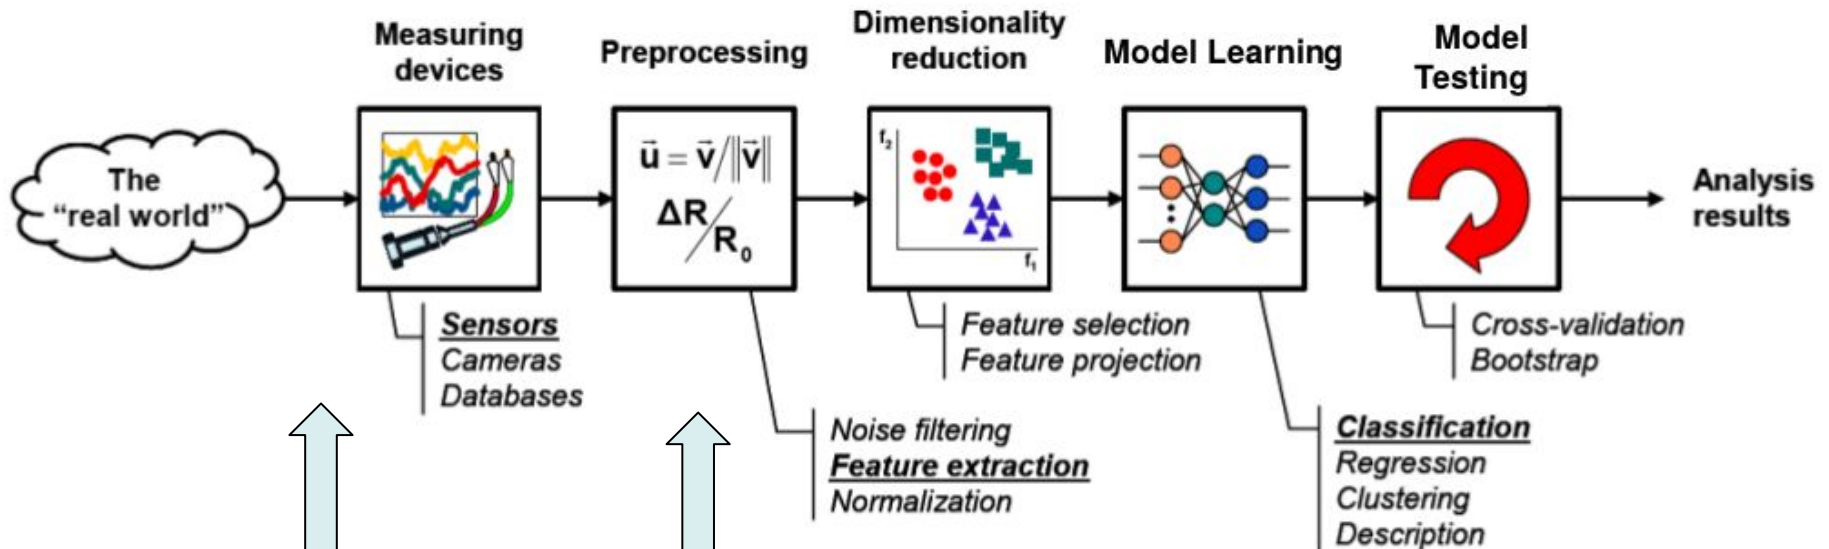 Measuring
devices
Preprocessing
Dimensionality
reduction
Model Learning
Model
Testing
The
“real world”
u⃗ = v⃗/‖v⃗‖
ΔR/R₀
f₂
f₁
Analysis
results
Sensors
Cameras
Databases
Noise filtering
Feature extraction
Normalization
Feature selection
Feature projection
Classification
Regression
Clustering
Description
Cross-validation
Bootstrap